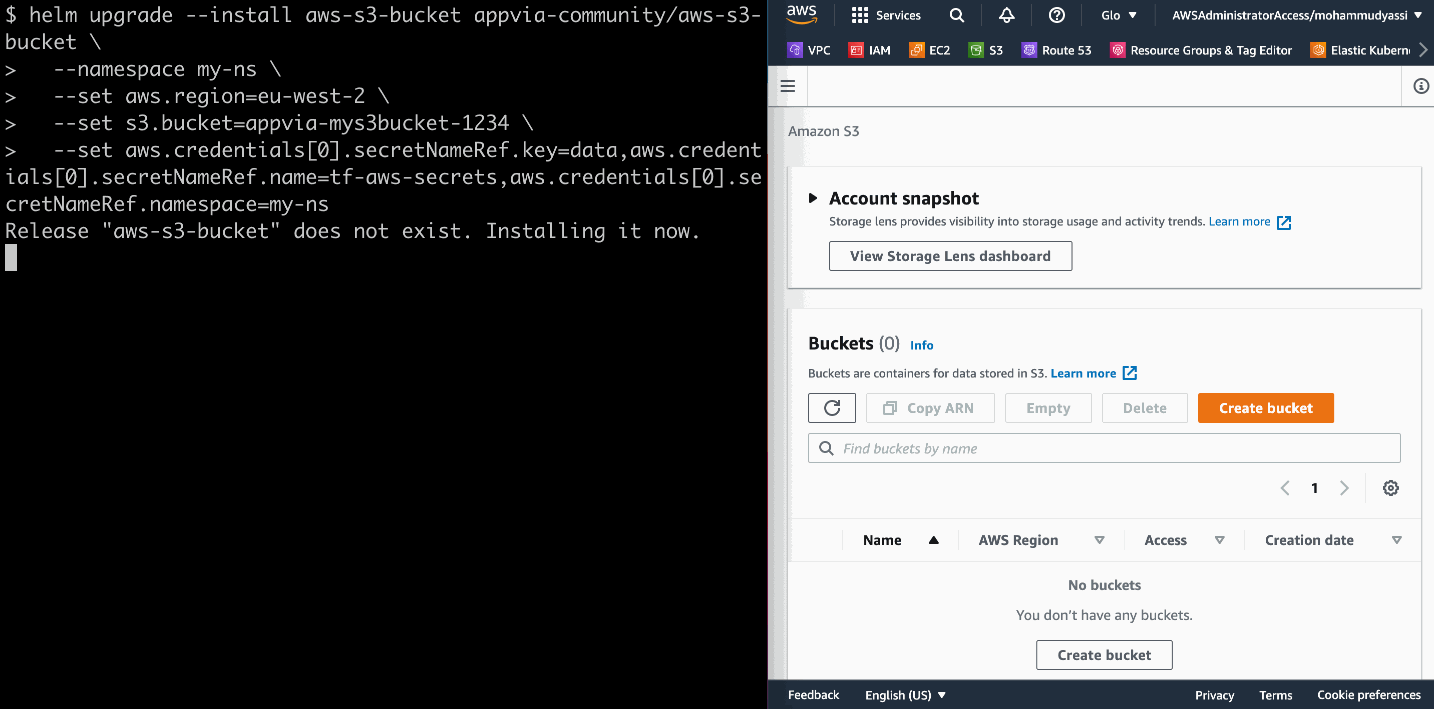 $ helm upgrade --install aws-s3-bucket appvia-community/aws-s3-
bucket \
>   --namespace my-ns \
>   --set aws.region=eu-west-2 \
>   --set s3.bucket=appvia-mys3bucket-1234 \
>   --set aws.credentials[0].secretNameRef.key=data,aws.credent
ials[0].secretNameRef.name=tf-aws-secrets,aws.credentials[0].se
cretNameRef.namespace=my-ns
Release "aws-s3-bucket" does not exist. Installing it now.
aws Services Glo AWSAdministratorAccess/mohammudyassi
VPC IAM EC2 S3 Route 53 Resource Groups & Tag Editor Elastic Kubern
Amazon S3
Account snapshot
Storage lens provides visibility into storage usage and activity trends. Learn more
View Storage Lens dashboard
Buckets (0) Info
Buckets are containers for data stored in S3. Learn more
Copy ARN Empty Delete Create bucket
Find buckets by name
1
Name AWS Region Access Creation date
No buckets
You don't have any buckets.
Create bucket
Feedback English (US) Privacy Terms Cookie preferences